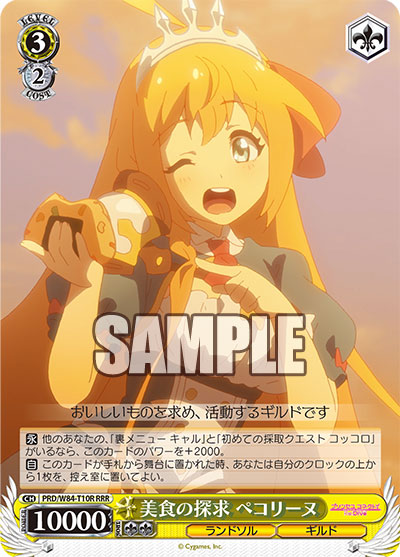 LEVEL
3
2
COST
SAMPLE
おいしいものを求め、活動するギルドです
永 他のあなたの、「裏メニュー キャル」と「初めての採取クエスト コッコロ」
がいるなら、このカードのパワーを+2000。
自 このカードが手札から舞台に置かれた時、あなたは自分のクロックの上か
ら1枚を、控え室に置いてよい。
CH PRD/W84-T10R RRR
10000
美食の探求 ペコリーヌ
ランドソル
ギルド
© Cygames, Inc.